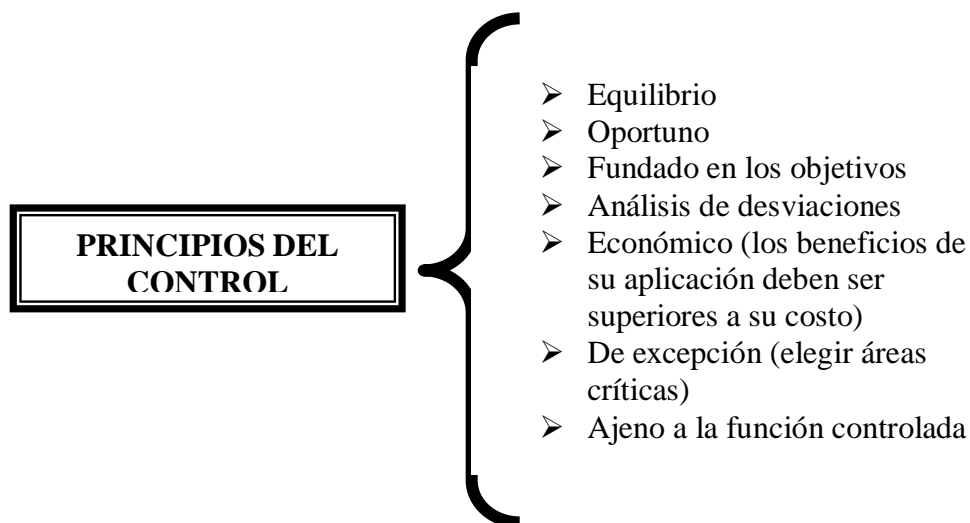 PRINCIPIOS DEL
CONTROL
➢ Equilibrio
➢ Oportuno
➢ Fundado en los objetivos
➢ Análisis de desviaciones
➢ Económico (los beneficios de
su aplicación deben ser
superiores a su costo)
➢ De excepción (elegir áreas
críticas)
➢ Ajeno a la función controlada